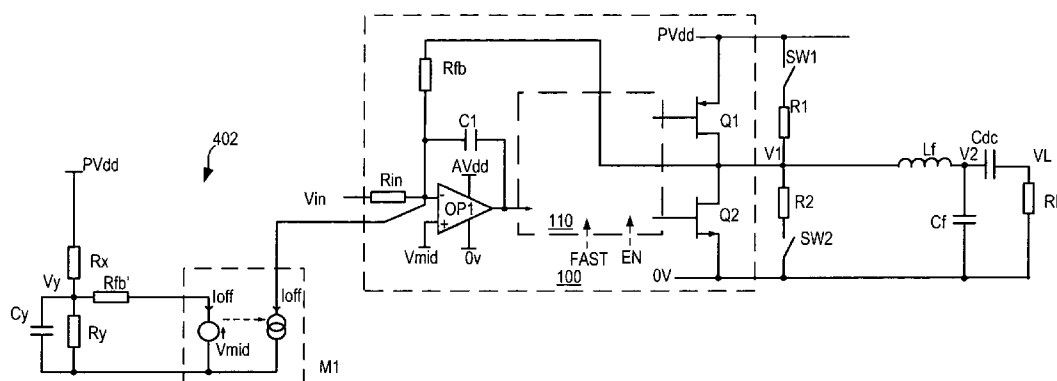 402
PVdd
Rx
Vy
Rfb'
Cy
Ry
Ioff
Ioff
Vmid
M1
Vin
Rin
Rfb
C1
AVdd
OP1
-
+
Vmid
0v
110
FAST
EN
100
PVdd
Q1
Q2
0V
SW1
R1
V1
R2
SW2
Lf
V2
Cdc
VL
Cf